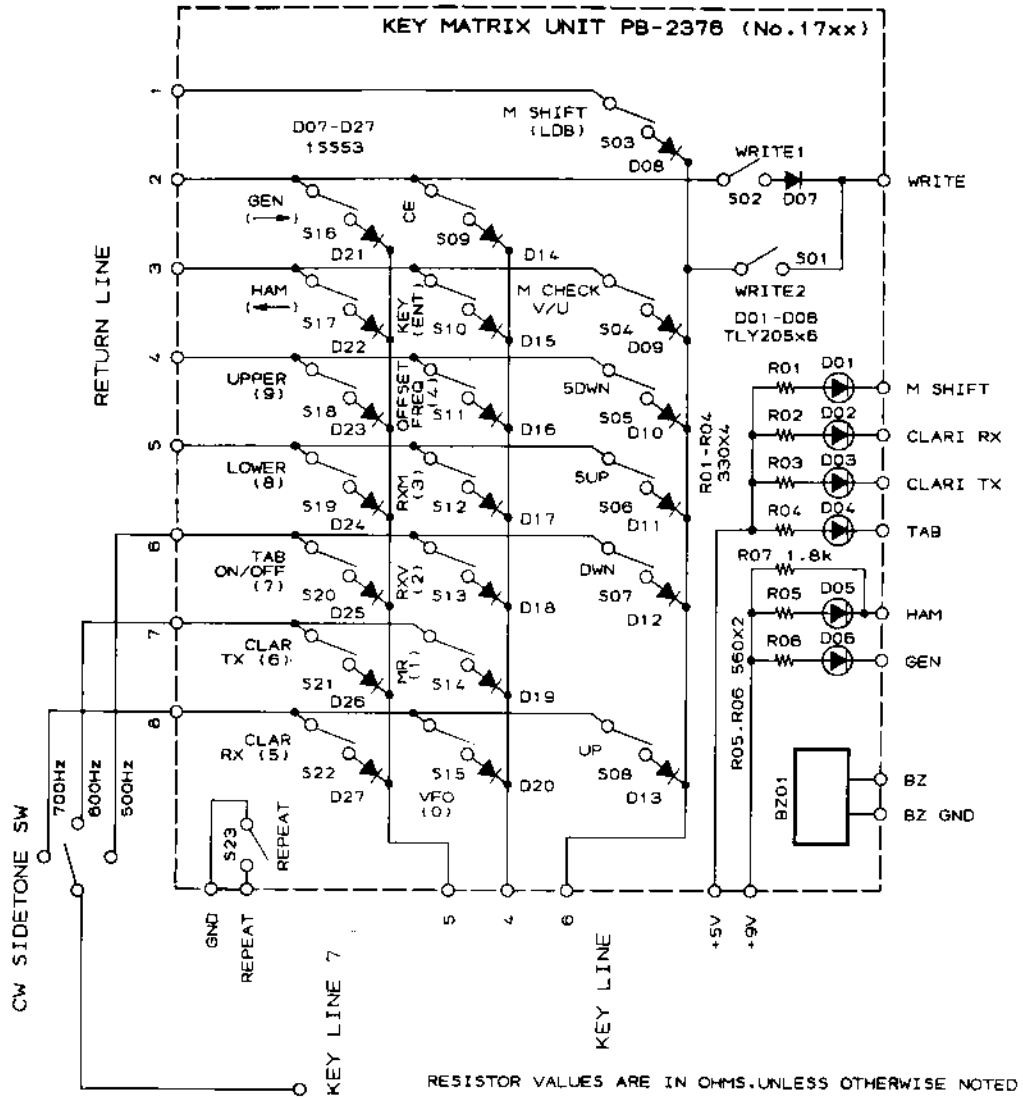 KEY MATRIX UNIT PB-2376 (No.17xx)
1
M SHIFT
(LDB)
S03
D08
D07-D27
1SS53
2
GEN
S16
D21
CE
S09
D14
WRITE1
S02
D07
WRITE
3
HAM
S17
D22
KEY
(ENT)
S10
D15
M CHECK
V/U
S04
D09
S01
WRITE2
D01-D06
TLY205x6
RETURN LINE
4
UPPER
(9)
S18
D23
OFFSET
FREQ (4)
S11
D16
5DWN
S05
D10
R01-R04
330X4
R01
D01
M SHIFT
R02
D02
CLARI RX
R03
D03
CLARI TX
R04
D04
TAB
5
LOWER
(8)
S19
D24
RXM
(3)
S12
D17
5UP
S06
D11
6
TAB
ON/OFF
(7)
S20
D25
RXV
(2)
S13
D18
DWN
S07
D12
R07 1.8k
R05
D05
HAM
R06
D06
GEN
R05.R06 560X2
7
CLAR
TX (6)
S21
D26
MR
(1)
S14
D19
8
CLAR
RX (5)
S22
D27
S15
VFO
(0)
D20
UP
S08
D13
700Hz
600Hz
500Hz
CW SIDETONE SW
S23
REPEAT
BZ01
BZ
BZ GND
GND
REPEAT
5
4
6
+5V
+9V
KEY LINE 7
KEY LINE
RESISTOR VALUES ARE IN OHMS.UNLESS OTHERWISE NOTED